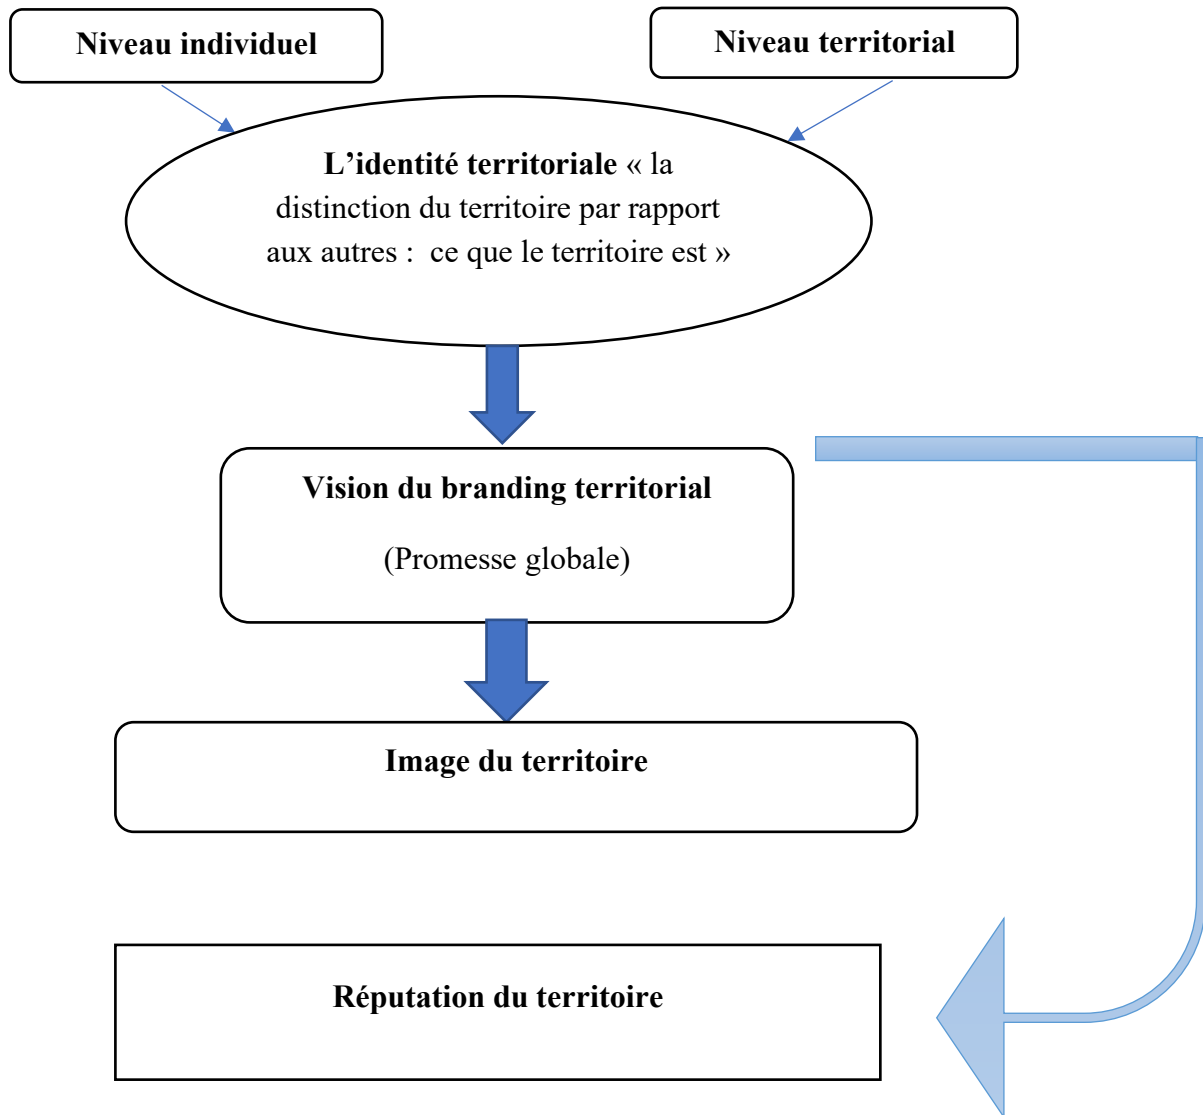 Niveau individuel
Niveau territorial
L’identité territoriale « la
distinction du territoire par rapport
aux autres :  ce que le territoire est »
Vision du branding territorial
(Promesse globale)
Image du territoire
Réputation du territoire